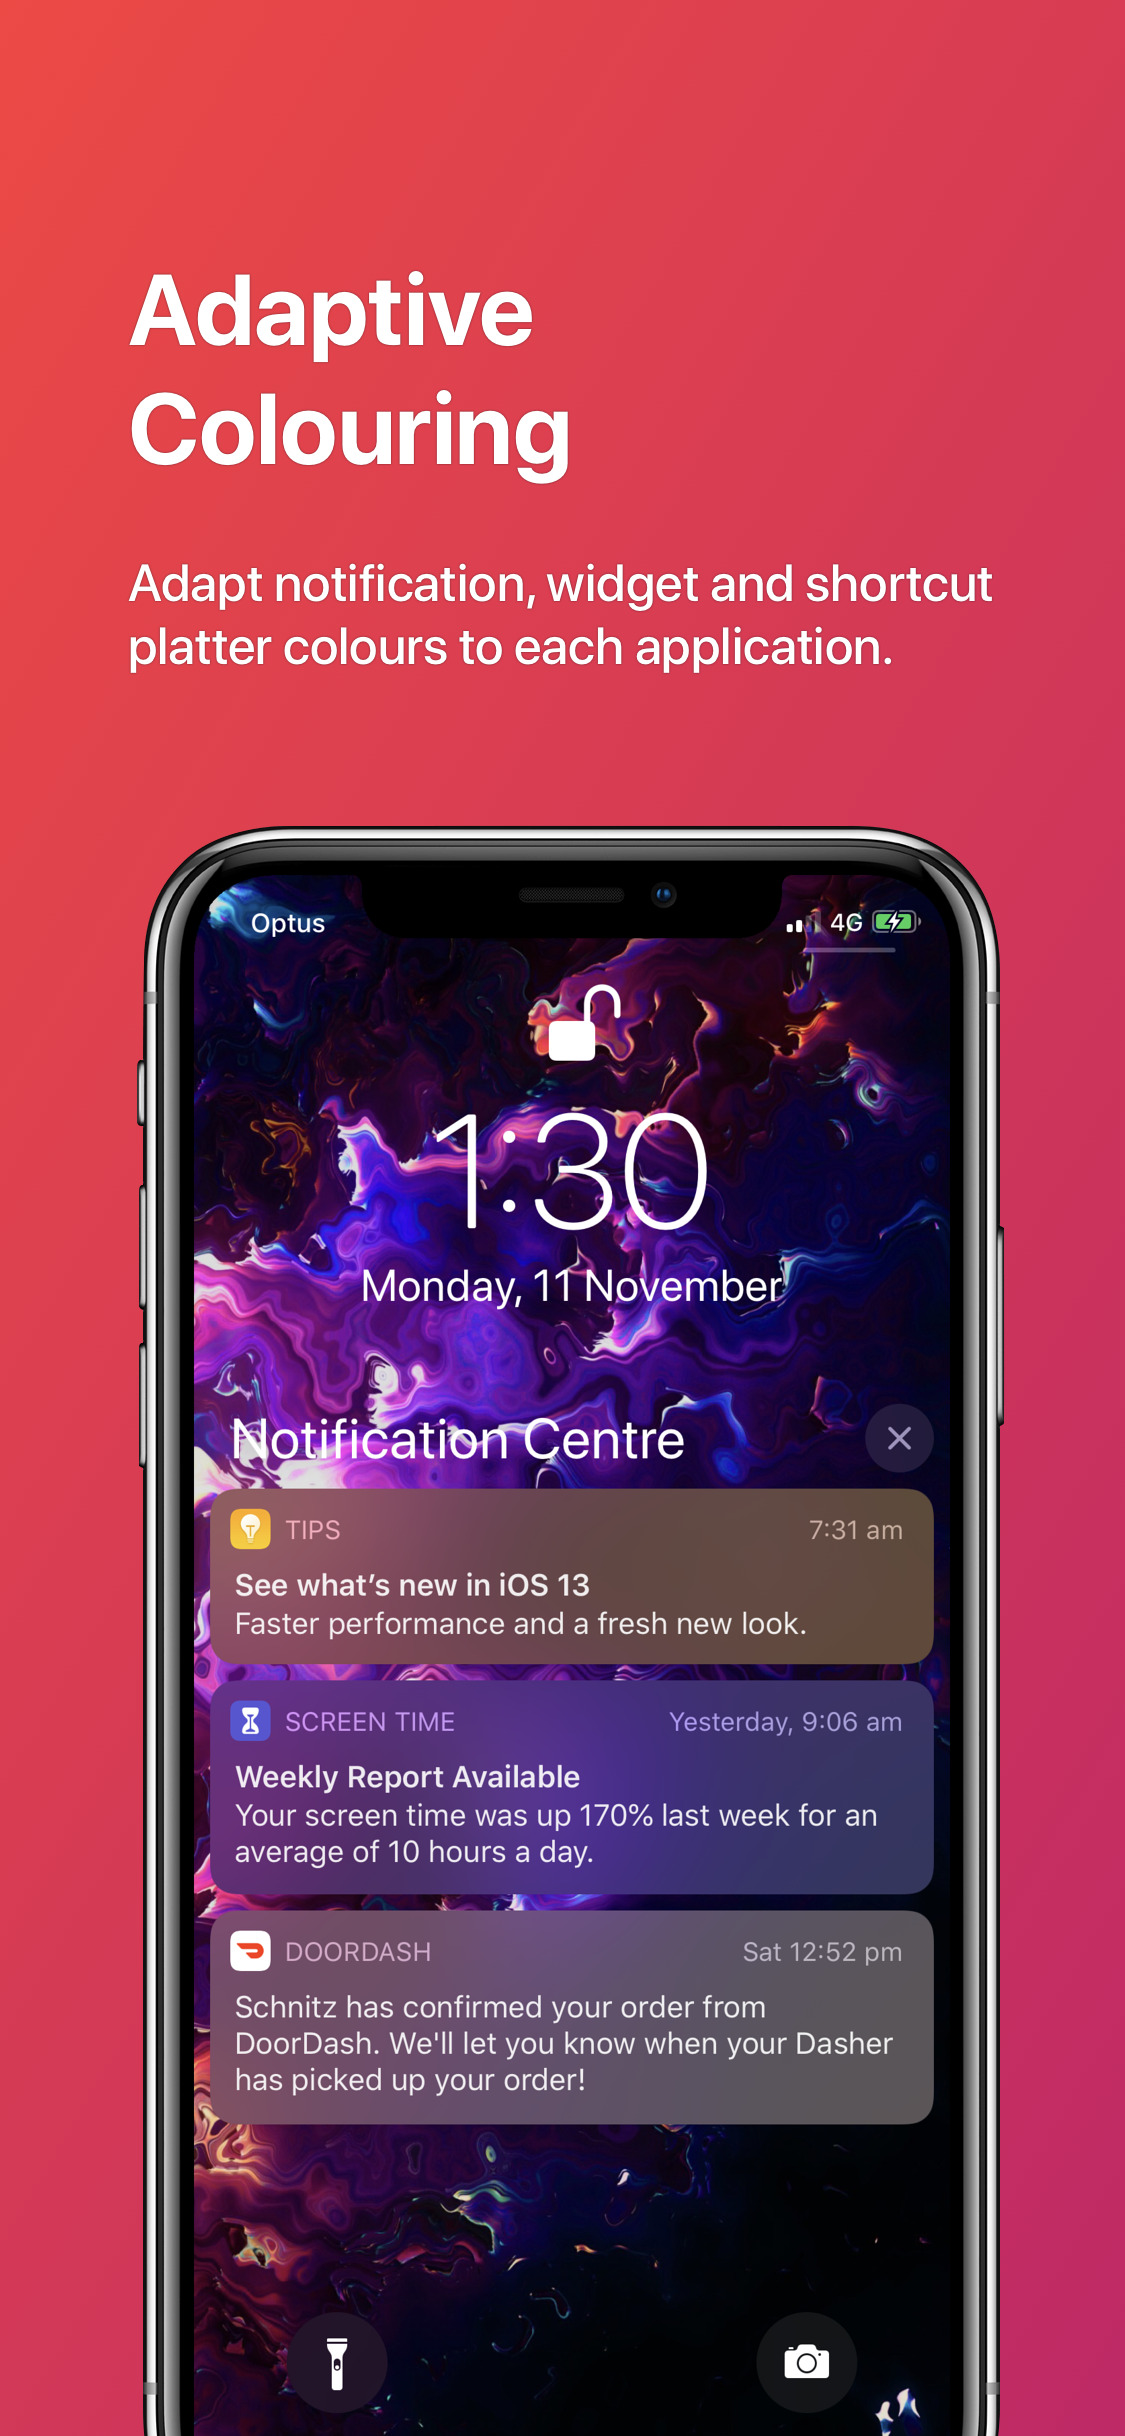 Adaptive
Colouring
Adapt notification, widget and shortcut
platter colours to each application.
Optus 4G
1:30
Monday, 11 November
Notification Centre
TIPS 7:31 am
See what’s new in iOS 13
Faster performance and a fresh new look.
SCREEN TIME Yesterday, 9:06 am
Weekly Report Available
Your screen time was up 170% last week for an
average of 10 hours a day.
DOORDASH Sat 12:52 pm
Schnitz has confirmed your order from
DoorDash. We'll let you know when your Dasher
has picked up your order!